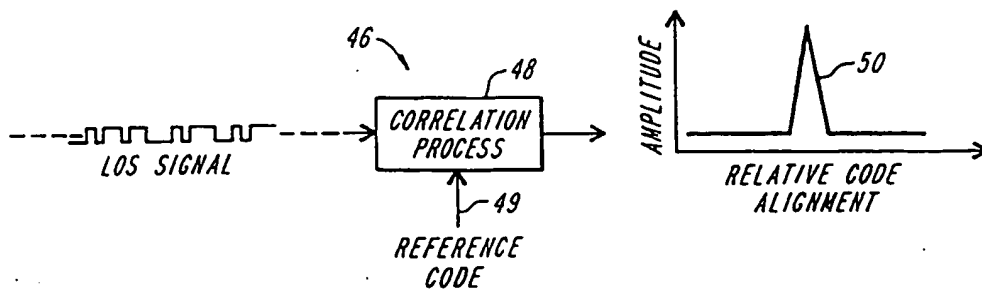 46
48
CORRELATION
PROCESS
LOS SIGNAL
49
REFERENCE
CODE
AMPLITUDE
50
RELATIVE CODE
ALIGNMENT